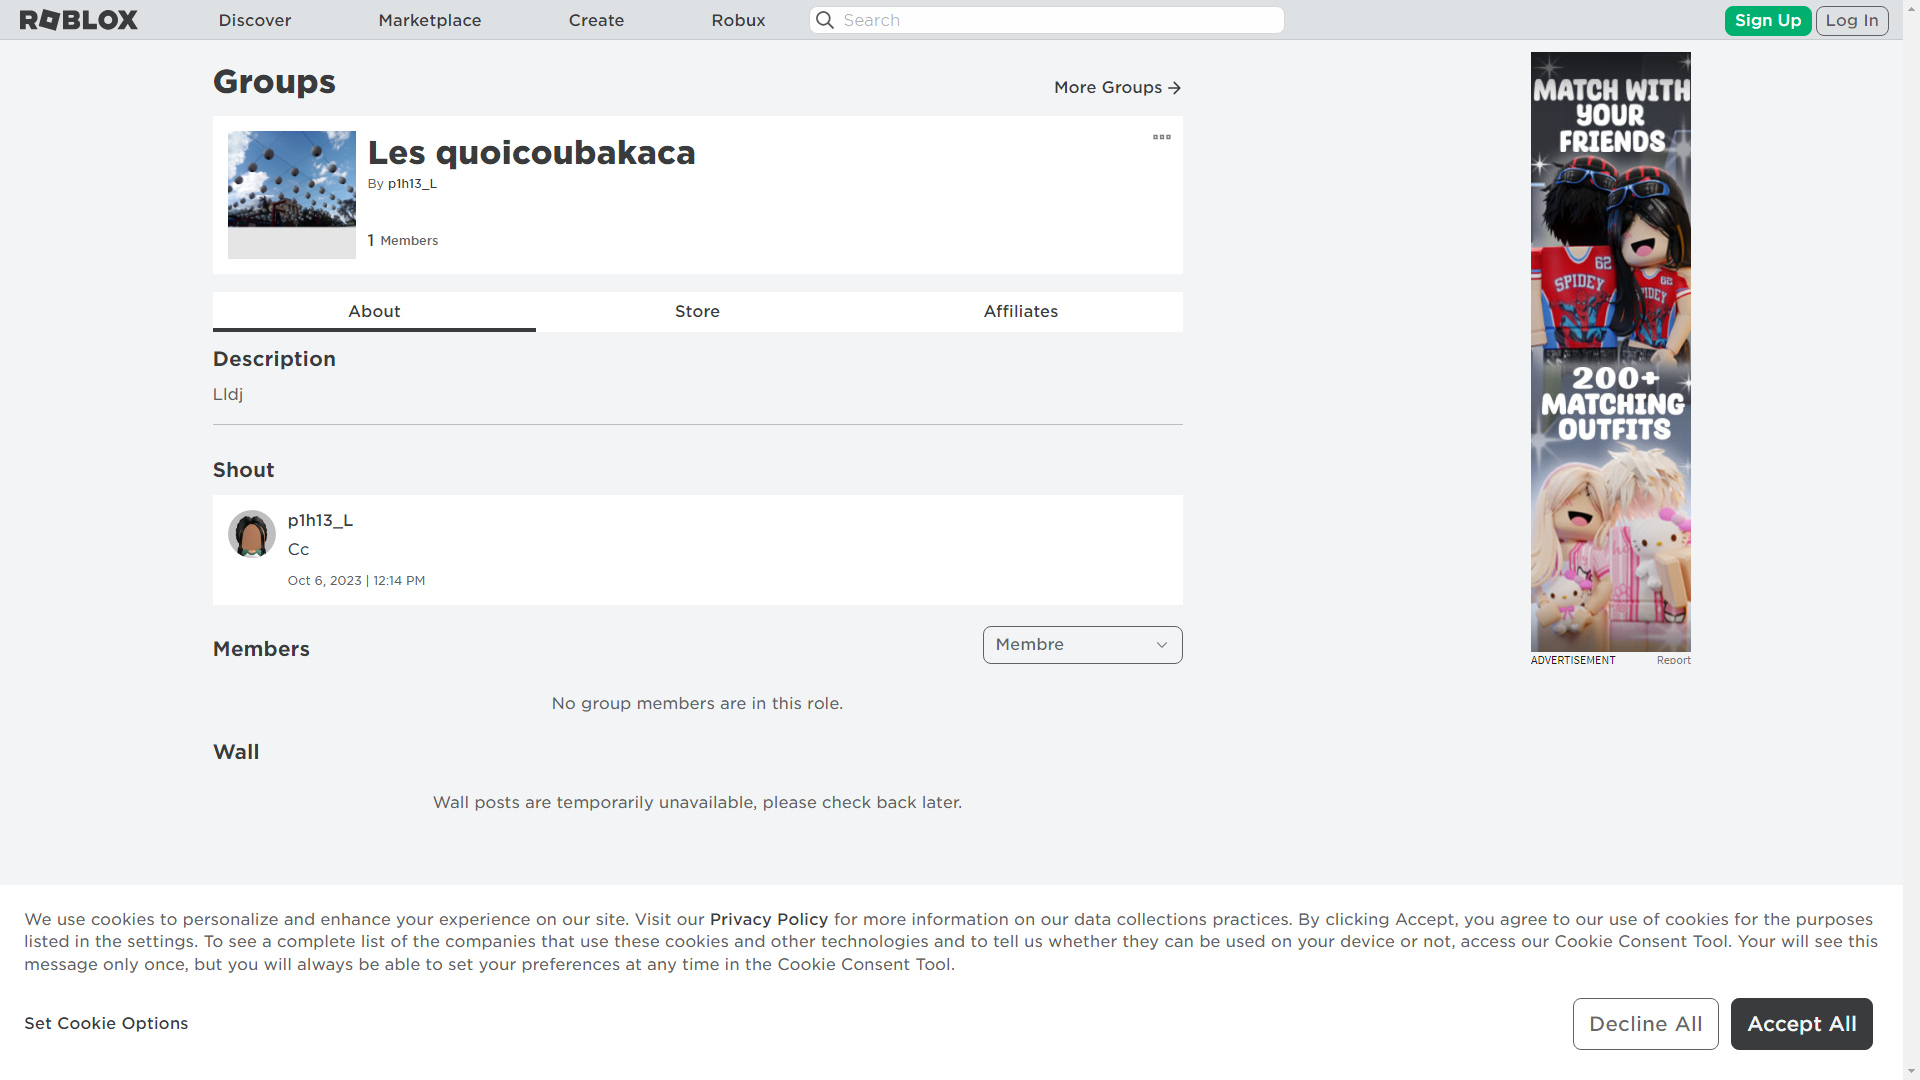 ROBLOX
Discover
Marketplace
Create
Robux
Search
Sign Up
Log In
Groups
More Groups
Les quoicoubakaca
By p1h13_L
1 Members
About
Store
Affiliates
Description
Lldj
Shout
p1h13_L
Cc
Oct 6, 2023 | 12:14 PM
Members
Membre
No group members are in this role.
Wall
Wall posts are temporarily unavailable, please check back later.
MATCH WITH
YOUR
FRIENDS
62
SPIDEY
62
200+
MATCHING
OUTFITS
ADVERTISEMENT
Report
We use cookies to personalize and enhance your experience on our site. Visit our Privacy Policy for more information on our data collections practices. By clicking Accept, you agree to our use of cookies for the purposes
listed in the settings. To see a complete list of the companies that use these cookies and other technologies and to tell us whether they can be used on your device or not, access our Cookie Consent Tool. Your will see this
message only once, but you will always be able to set your preferences at any time in the Cookie Consent Tool.
Set Cookie Options
Decline All
Accept All